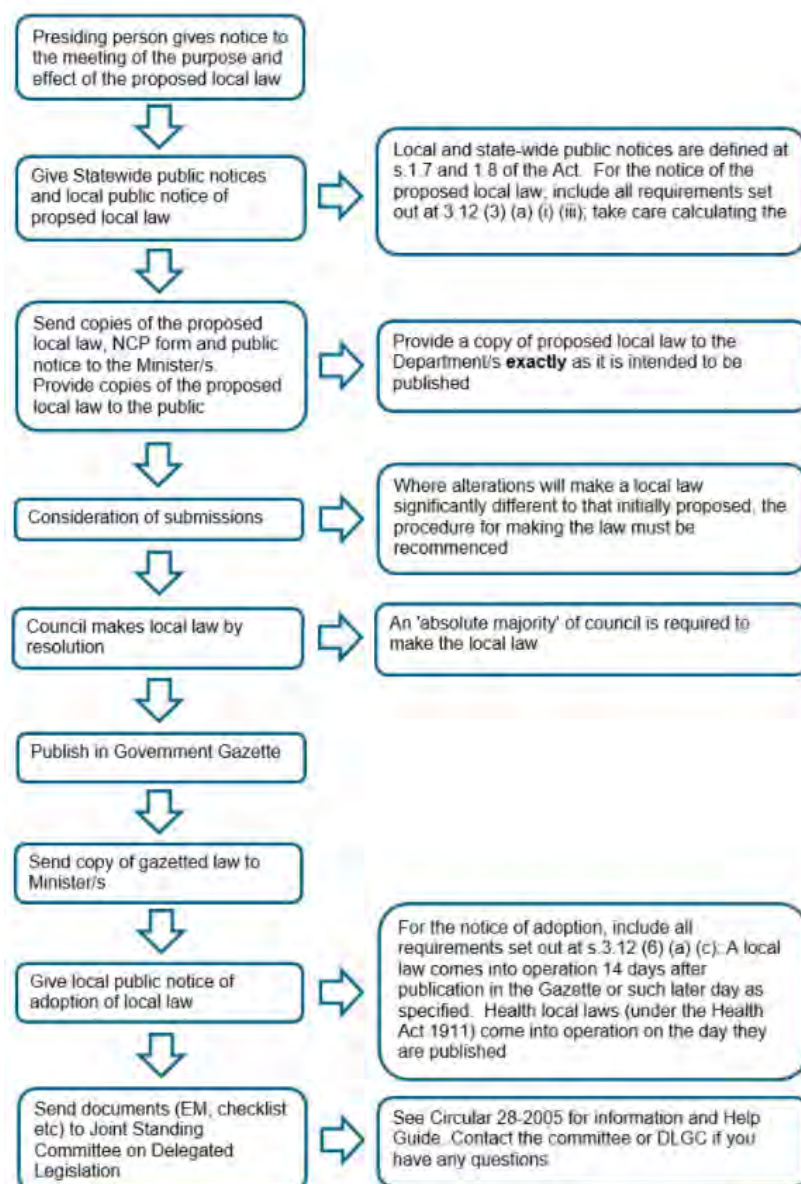 Presiding person gives notice to
the meeting of the purpose and
effect of the proposed local law
Give Statewide public notices
and local public notice of
propsed local law
Local and state-wide public notices are defined at
s.1.7 and 1.8 of the Act. For the notice of the
proposed local law, include all requirements set
out at 3.12 (3) (a) (i) (iii); take care calculating the
Send copies of the proposed
local law, NCP form and public
notice to the Minister/s.
Provide copies of the proposed
local law to the public
Provide a copy of proposed local law to the
Department/s exactly as it is intended to be
published
Consideration of submissions
Where alterations will make a local law
significantly different to that initially proposed, the
procedure for making the law must be
recommenced
Council makes local law by
resolution
An 'absolute majority' of council is required to
make the local law
Publish in Government Gazette
Send copy of gazetted law to
Minister/s
Give local public notice of
adoption of local law
For the notice of adoption, include all
requirements set out at s.3.12 (6) (a) (c). A local
law comes into operation 14 days after
publication in the Gazette or such later day as
specified. Health local laws (under the Health
Act 1911) come into operation on the day they
are published
Send documents (EM, checklist
etc) to Joint Standing
Committee on Delegated
Legislation
See Circular 28-2005 for information and Help
Guide. Contact the committee or DLGC if you
have any questions